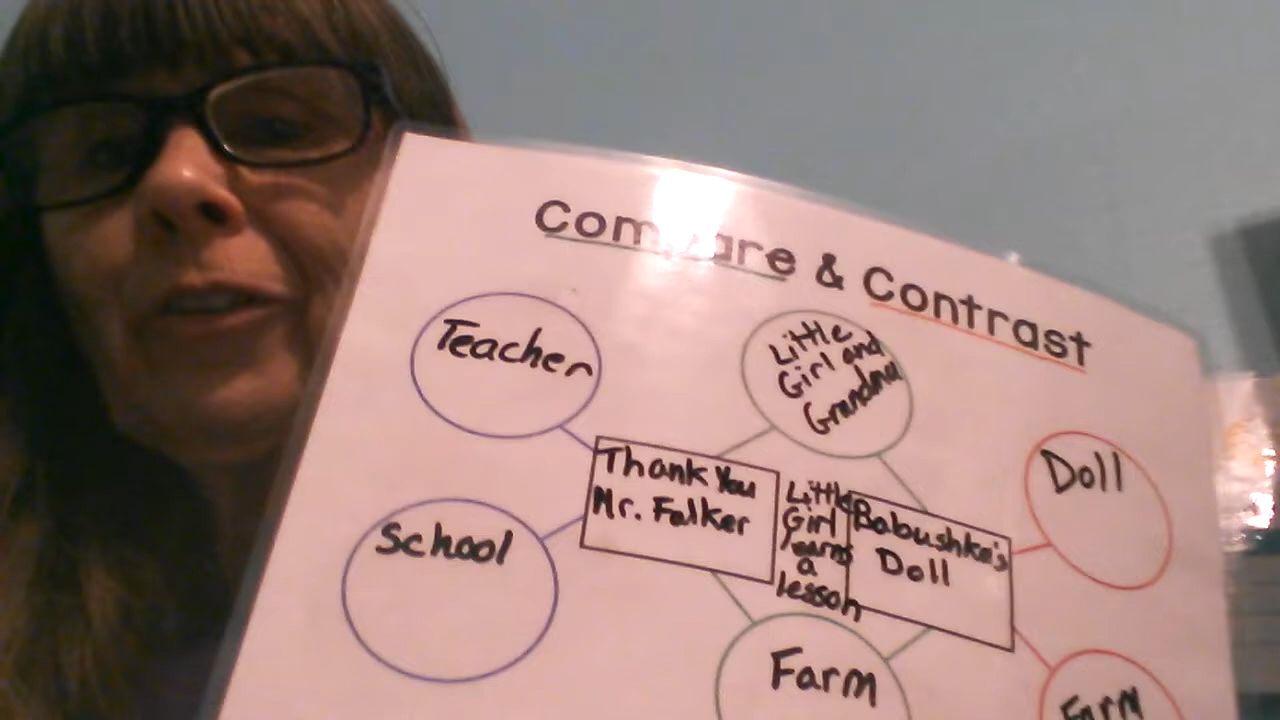 Compare & Contrast
Teacher
Little
Girl and
Grandma
Doll
Thank You
Mr. Falker
Little
Girl
learns
a
lesson
Babushka's
Doll
School
Farm
Farm